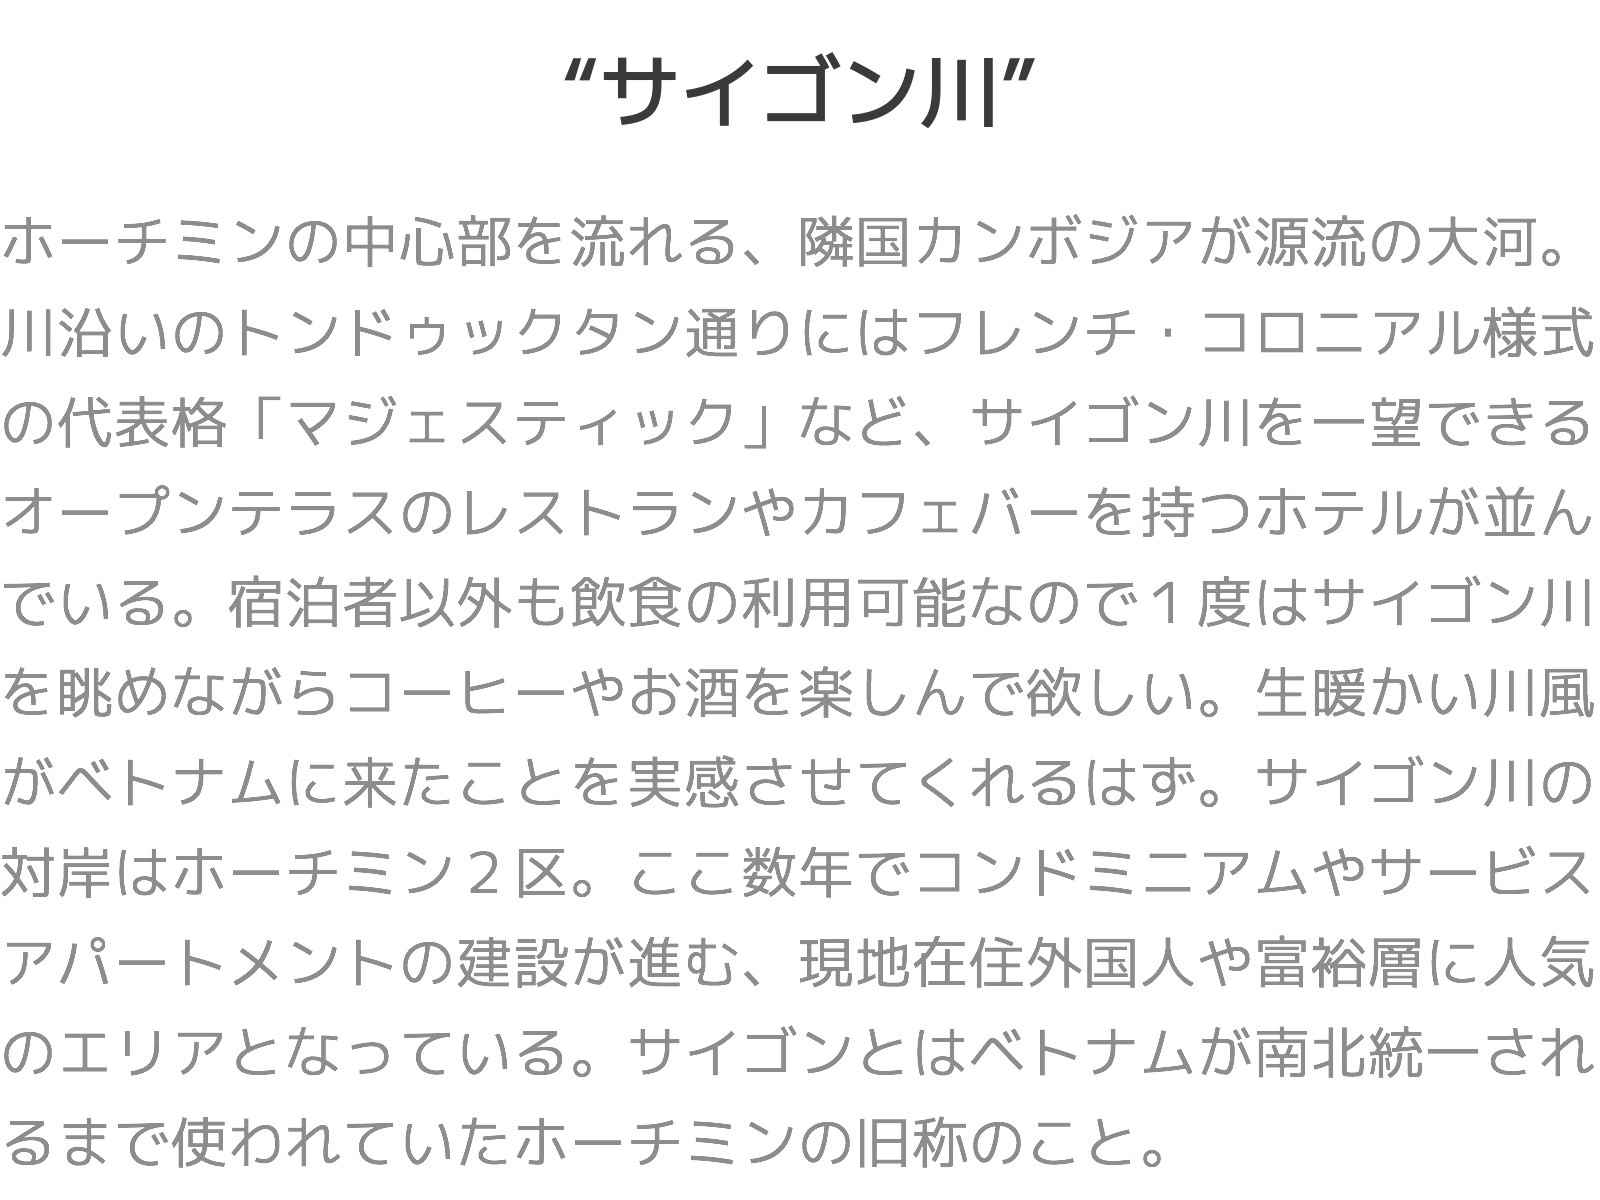 “サイゴン川”
ホーチミンの中心部を流れる、隣国カンボジアが源流の大河。
川沿いのトンドゥックタン通りにはフレンチ・コロニアル様式
の代表格「マジェスティック」など、サイゴン川を一望できる
オープンテラスのレストランやカフェバーを持つホテルが並ん
でいる。宿泊者以外も飲食の利用可能なので１度はサイゴン川
を眺めながらコーヒーやお酒を楽しんで欲しい。生暖かい川風
がベトナムに来たことを実感させてくれるはず。サイゴン川の
対岸はホーチミン２区。ここ数年でコンドミニアムやサービス
アパートメントの建設が進む、現地在住外国人や富裕層に人気
のエリアとなっている。サイゴンとはベトナムが南北統一され
るまで使われていたホーチミンの旧称のこと。